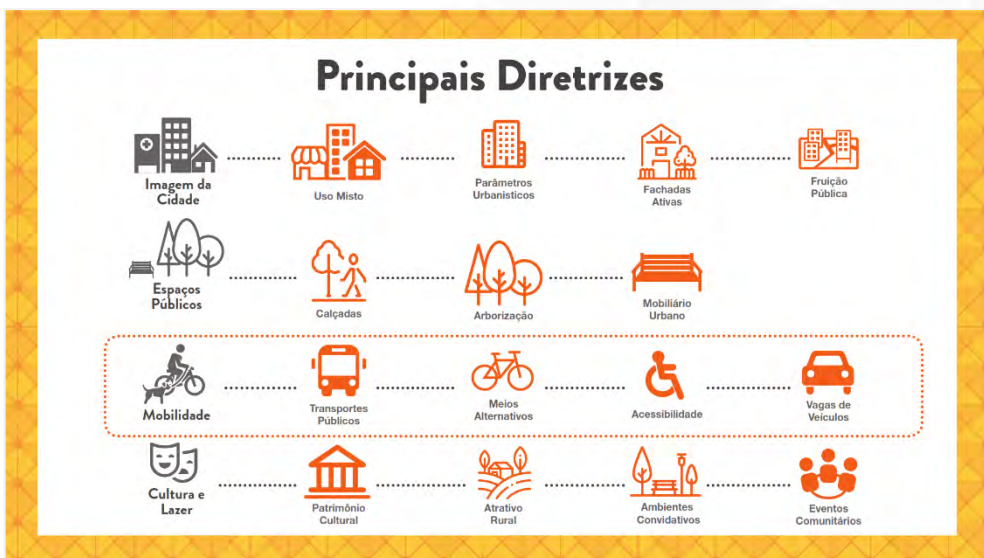 Principais Diretrizes
Imagem da
Cidade
Uso Misto
Parâmetros
Urbanisticos
Fachadas
Ativas
Fruição
Pública
Espaços
Públicos
Calçadas
Arborização
Mobiliário
Urbano
Mobilidade
Transportes
Públicos
Meios
Alternativos
Acessibilidade
Vagas de
Veículos
Cultura e
Lazer
Patrimônio
Cultural
Atrativo
Rural
Ambientes
Convidativos
Eventos
Comunitários